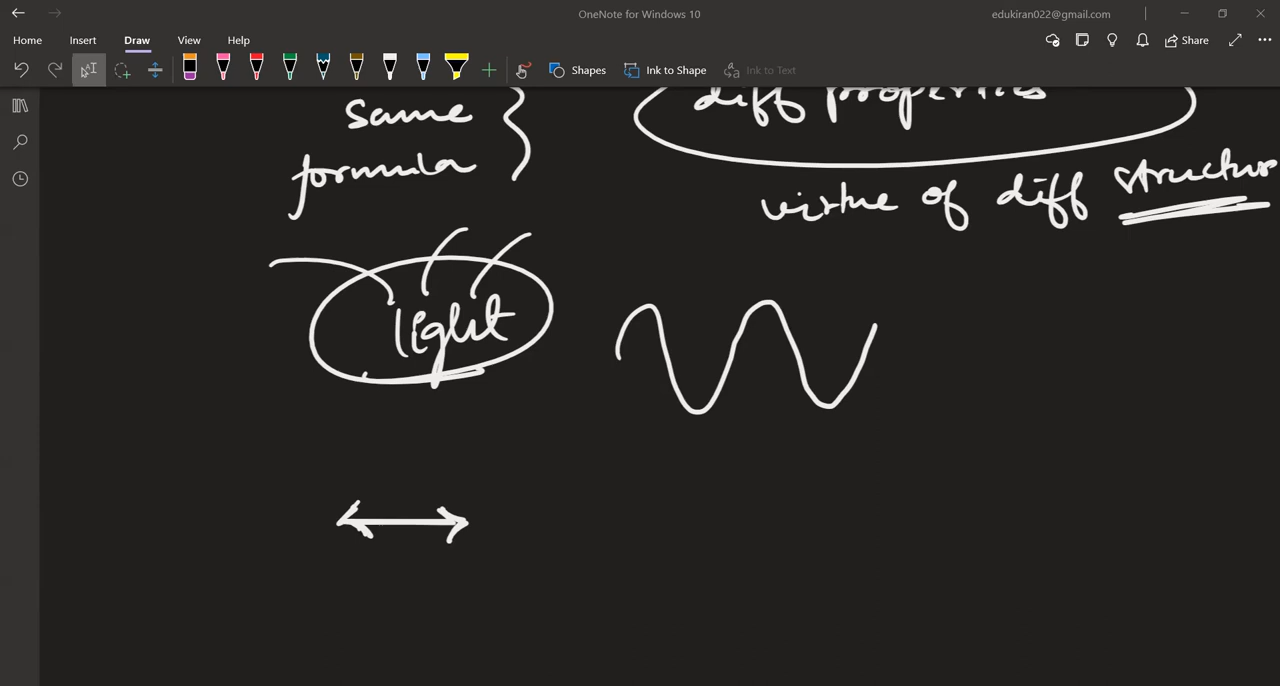 OneNote for Windows 10
edukiran022@gmail.com
Home Insert Draw View Help
Share
Shapes
Ink to Shape
Ink to Text
diff properties
same
formula
virtue of diff structur
light